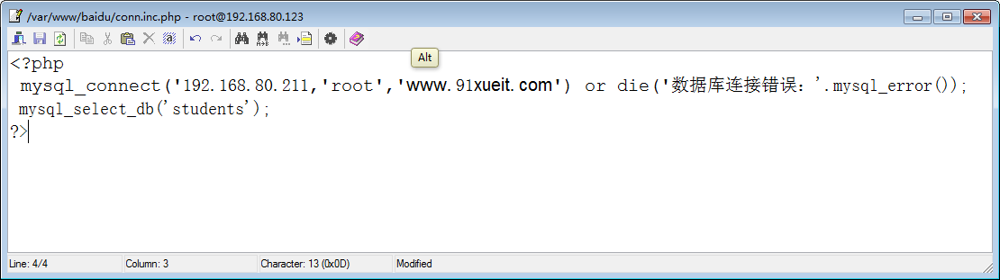 /var/www/baidu/conn.inc.php - root@192.168.80.123
Alt
<?php
mysql_connect('192.168.80.211,'root','www.91xueit.com') or die('数据库连接错误：'.mysql_error());
mysql_select_db('students');
?>
Line: 4/4 Column: 3 Character: 13 (0x0D) Modified